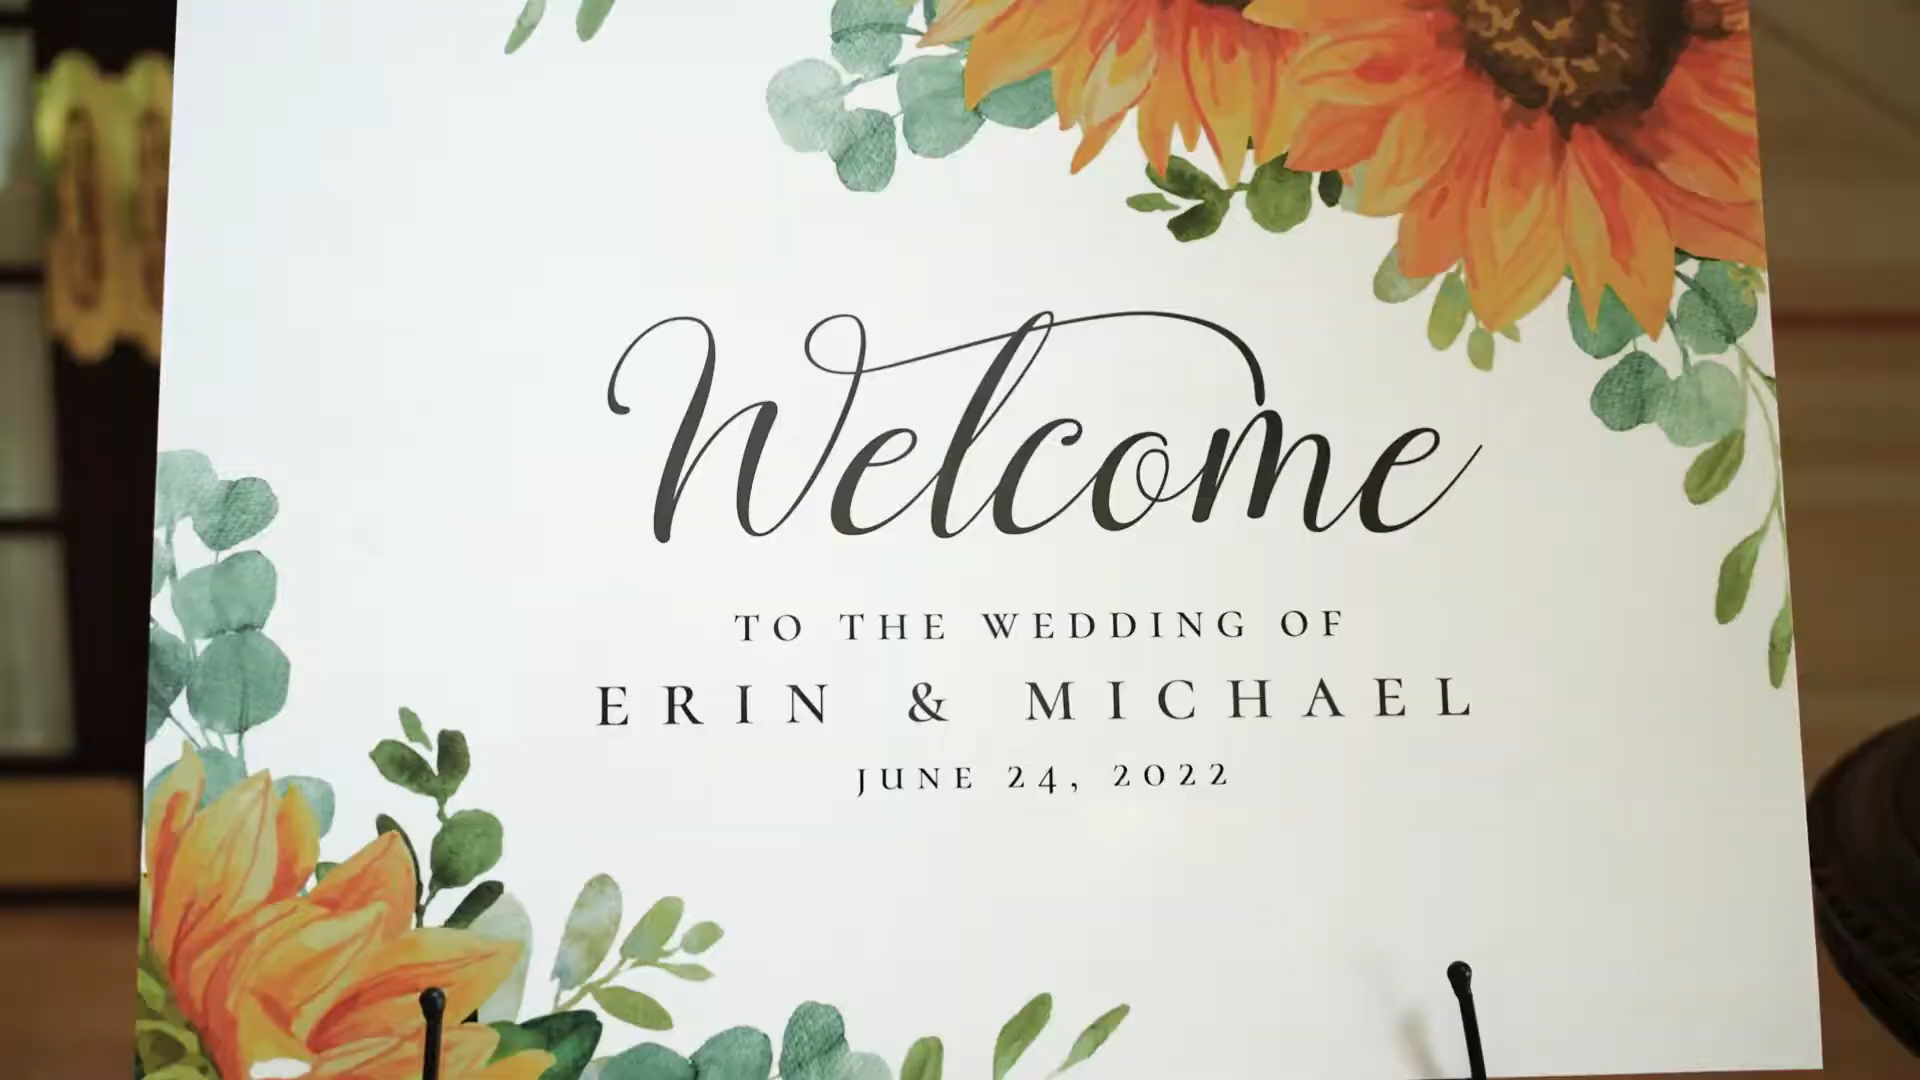 Welcome
TO THE WEDDING OF
ERIN & MICHAEL
JUNE 24, 2022